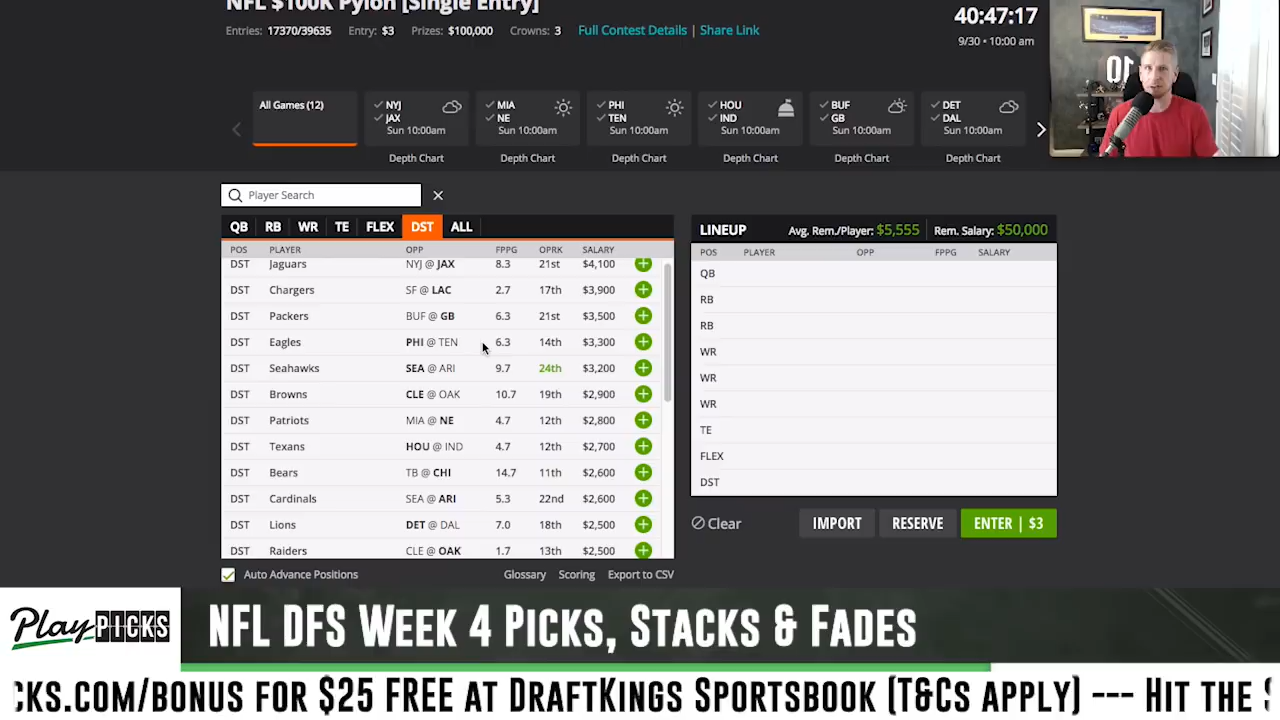 NFL $100K Pylon [Single Entry]
Entries: 17370/39635 Entry: $3 Prizes: $100,000 Crowns: 3 Full Contest Details | Share Link
40:47:17
9/30 • 10:00 am
10
All Games (12)
NYJ
JAX
Sun 10:00am
Depth Chart
MIA
NE
Sun 10:00am
Depth Chart
PHI
TEN
Sun 10:00am
Depth Chart
HOU
IND
Sun 10:00am
Depth Chart
BUF
GB
Sun 10:00am
Depth Chart
DET
DAL
Sun 10:00am
Depth Chart
Player Search
QB RB WR TE FLEX DST ALL
POS PLAYER OPP FPPG OPRK SALARY
DST Jaguars NYJ @ JAX 8.3 21st $4,100
DST Chargers SF @ LAC 2.7 17th $3,900
DST Packers BUF @ GB 6.3 21st $3,500
DST Eagles PHI @ TEN 6.3 14th $3,300
DST Seahawks SEA @ ARI 9.7 24th $3,200
DST Browns CLE @ OAK 10.7 19th $2,900
DST Patriots MIA @ NE 4.7 12th $2,800
DST Texans HOU @ IND 4.7 12th $2,700
DST Bears TB @ CHI 14.7 11th $2,600
DST Cardinals SEA @ ARI 5.3 22nd $2,600
DST Lions DET @ DAL 7.0 18th $2,500
DST Raiders CLE @ OAK 1.7 13th $2,500
Auto Advance Positions Glossary Scoring Export to CSV
LINEUP Avg. Rem./Player: $5,555 Rem. Salary: $50,000
POS PLAYER OPP FPPG SALARY
QB
RB
RB
WR
WR
WR
TE
FLEX
DST
Clear IMPORT RESERVE ENTER | $3
Play PICKS
NFL DFS Week 4 Picks, Stacks & Fades
cks.com/bonus for $25 FREE at DraftKings Sportsbook (T&Cs apply) --- Hit the